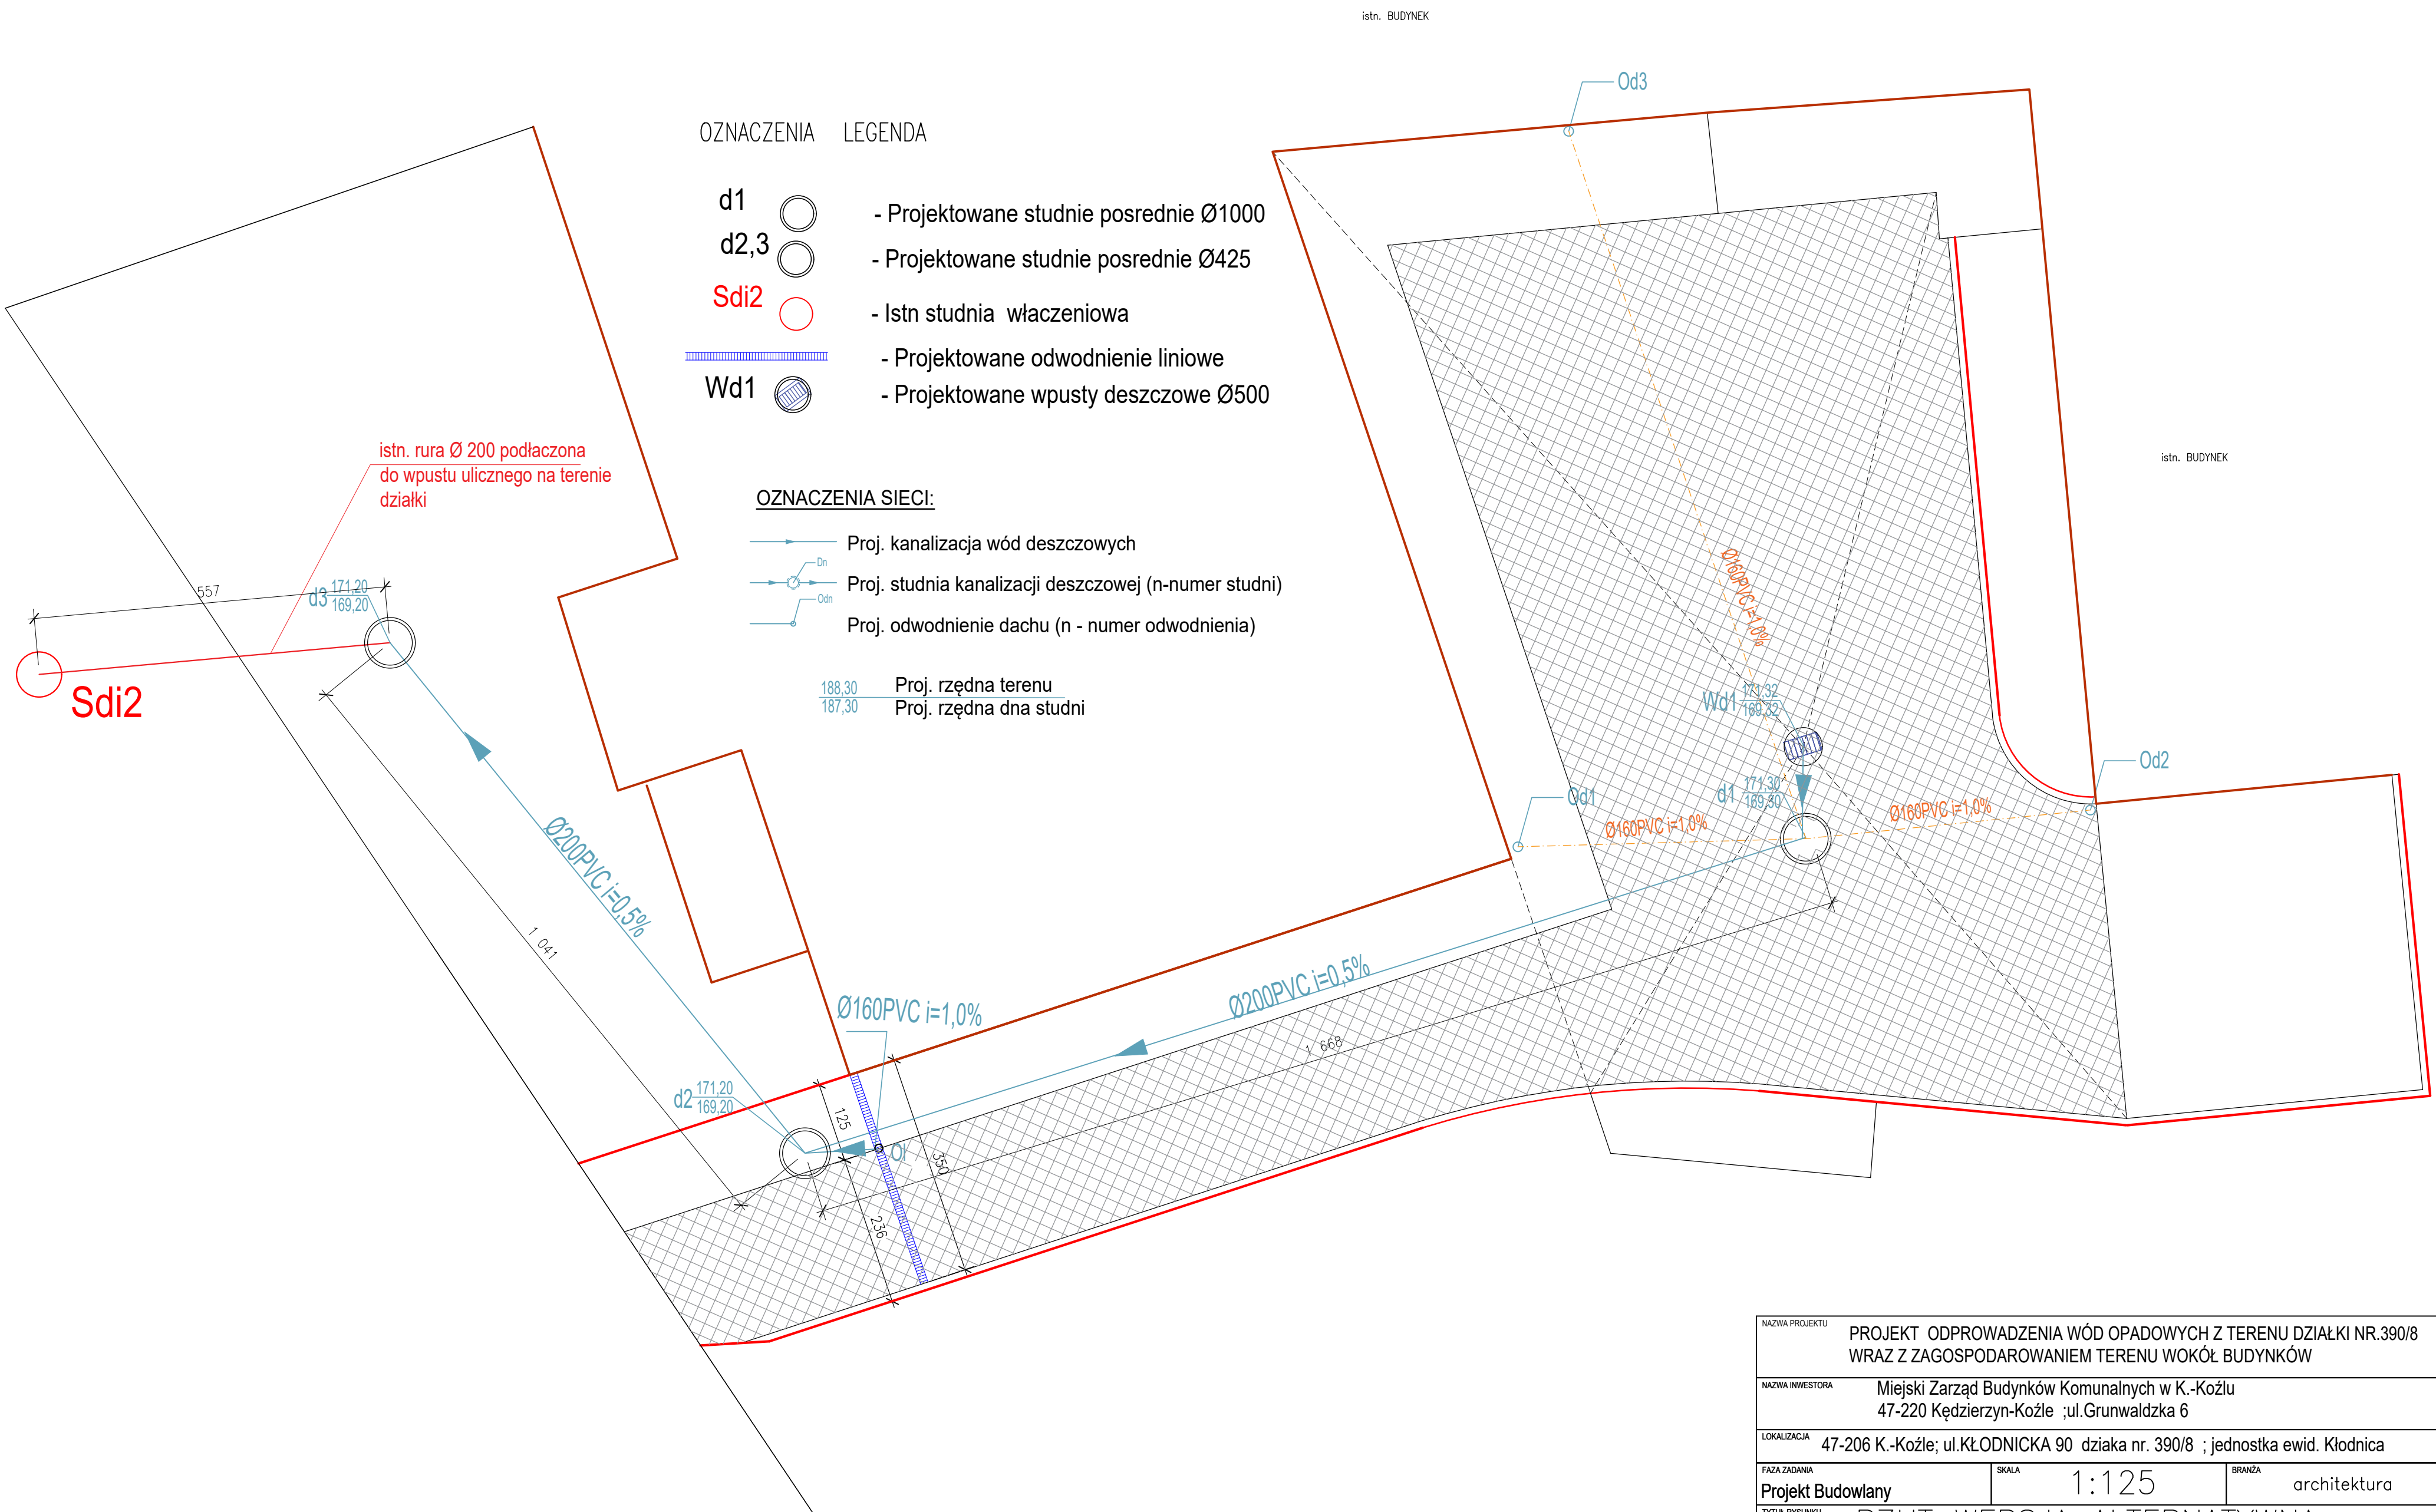 istn. BUDYNEK
Od3
OZNACZENIA LEGENDA
d1
- Projektowane studnie posrednie Ø1000
d2,3
- Projektowane studnie posrednie Ø425
Sdi2
- Istn studnia właczeniowa
- Projektowane odwodnienie liniowe
Wd1
- Projektowane wpusty deszczowe Ø500
istn. rura Ø 200 podłaczona
do wpustu ulicznego na terenie
działki
istn. BUDYNEK
OZNACZENIA SIECI:
Proj. kanalizacja wód deszczowych
Dn
Proj. studnia kanalizacji deszczowej (n-numer studni)
Odn
Proj. odwodnienie dachu (n - numer odwodnienia)
188,30
Proj. rzędna terenu
187,30
Proj. rzędna dna studni
557
d3 171,20
169,20
Sdi2
Ø160PVC i=1,0%
Wd1 171,32
169,32
Od2
d1 171,30
169,30
Od1
Ø160PVC i=1,0%
Ø160PVC i=1,0%
Ø200PVC i=0,5%
1 041
Ø160PVC i=1,0%
Ø200PVC i=0,5%
1 668
d2 171,20
169,20
125
Ol
350
236
NAZWA PROJEKTU
PROJEKT ODPROWADZENIA WÓD OPADOWYCH Z TERENU DZIAŁKI NR.390/8
WRAZ Z ZAGOSPODAROWANIEM TERENU WOKÓŁ BUDYNKÓW
NAZWA INWESTORA
Miejski Zarząd Budynków Komunalnych w K.-Koźlu
47-220 Kędzierzyn-Koźle ;ul.Grunwaldzka 6
LOKALIZACJA
47-206 K.-Koźle; ul.KŁODNICKA 90 dziaka nr. 390/8 ; jednostka ewid. Kłodnica
FAZA ZADANIA
Projekt Budowlany
SKALA
1:125
BRANŻA
architektura
TYTUŁ RYSUNKU
RZUT WERSJA ALTERNATYWNA